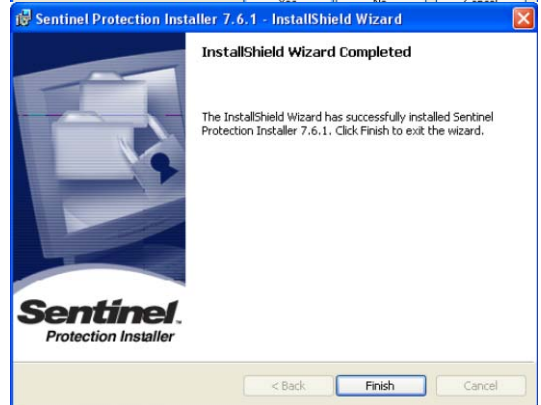 Sentinel Protection Installer 7.6.1 - InstallShield Wizard
InstallShield Wizard Completed
The InstallShield Wizard has successfully installed Sentinel
Protection Installer 7.6.1. Click Finish to exit the wizard.
Sentinel
Protection Installer
< Back
Finish
Cancel